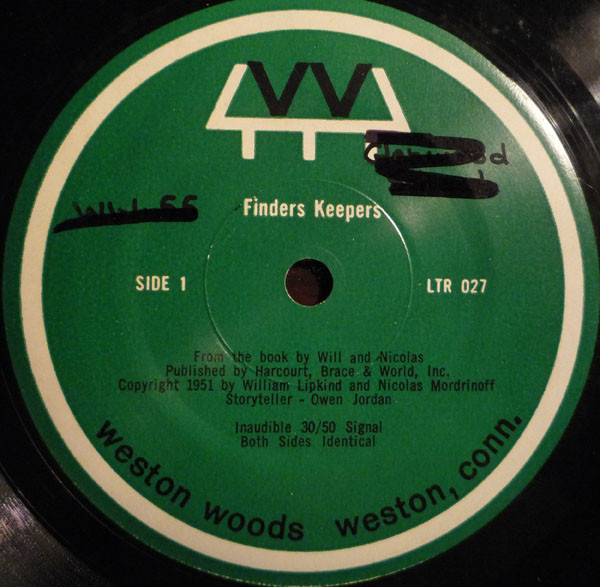 Finders Keepers
SIDE 1
LTR 027
From the book by Will and Nicolas
Published by Harcourt, Brace & World, Inc.
Copyright 1951 by William Lipkind and Nicolas Mordrinoff
Storyteller - Owen Jordan
Inaudible 30/50 Signal
Both Sides Identical
weston woods weston, conn.